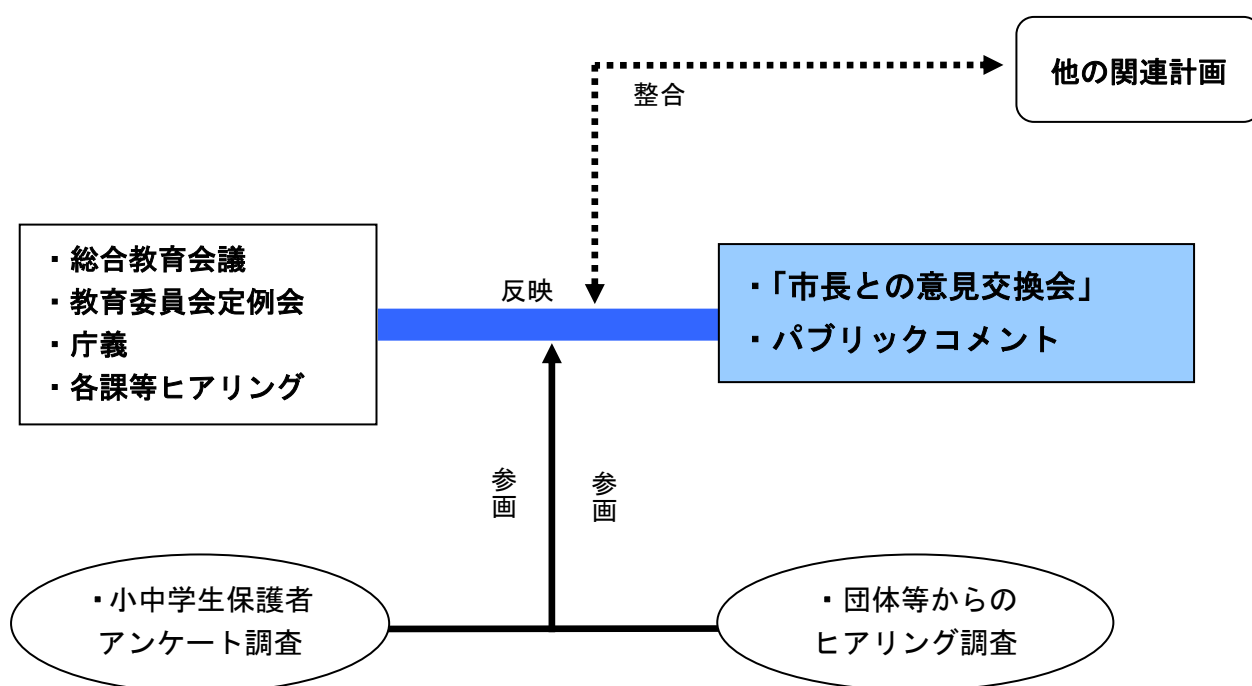 他の関連計画
整合
・総合教育会議
・教育委員会定例会
・庁義
・各課等ヒアリング
反映
・「市長との意見交換会」
・パブリックコメント
参画
参画
・小中学生保護者
アンケート調査
・団体等からの
ヒアリング調査